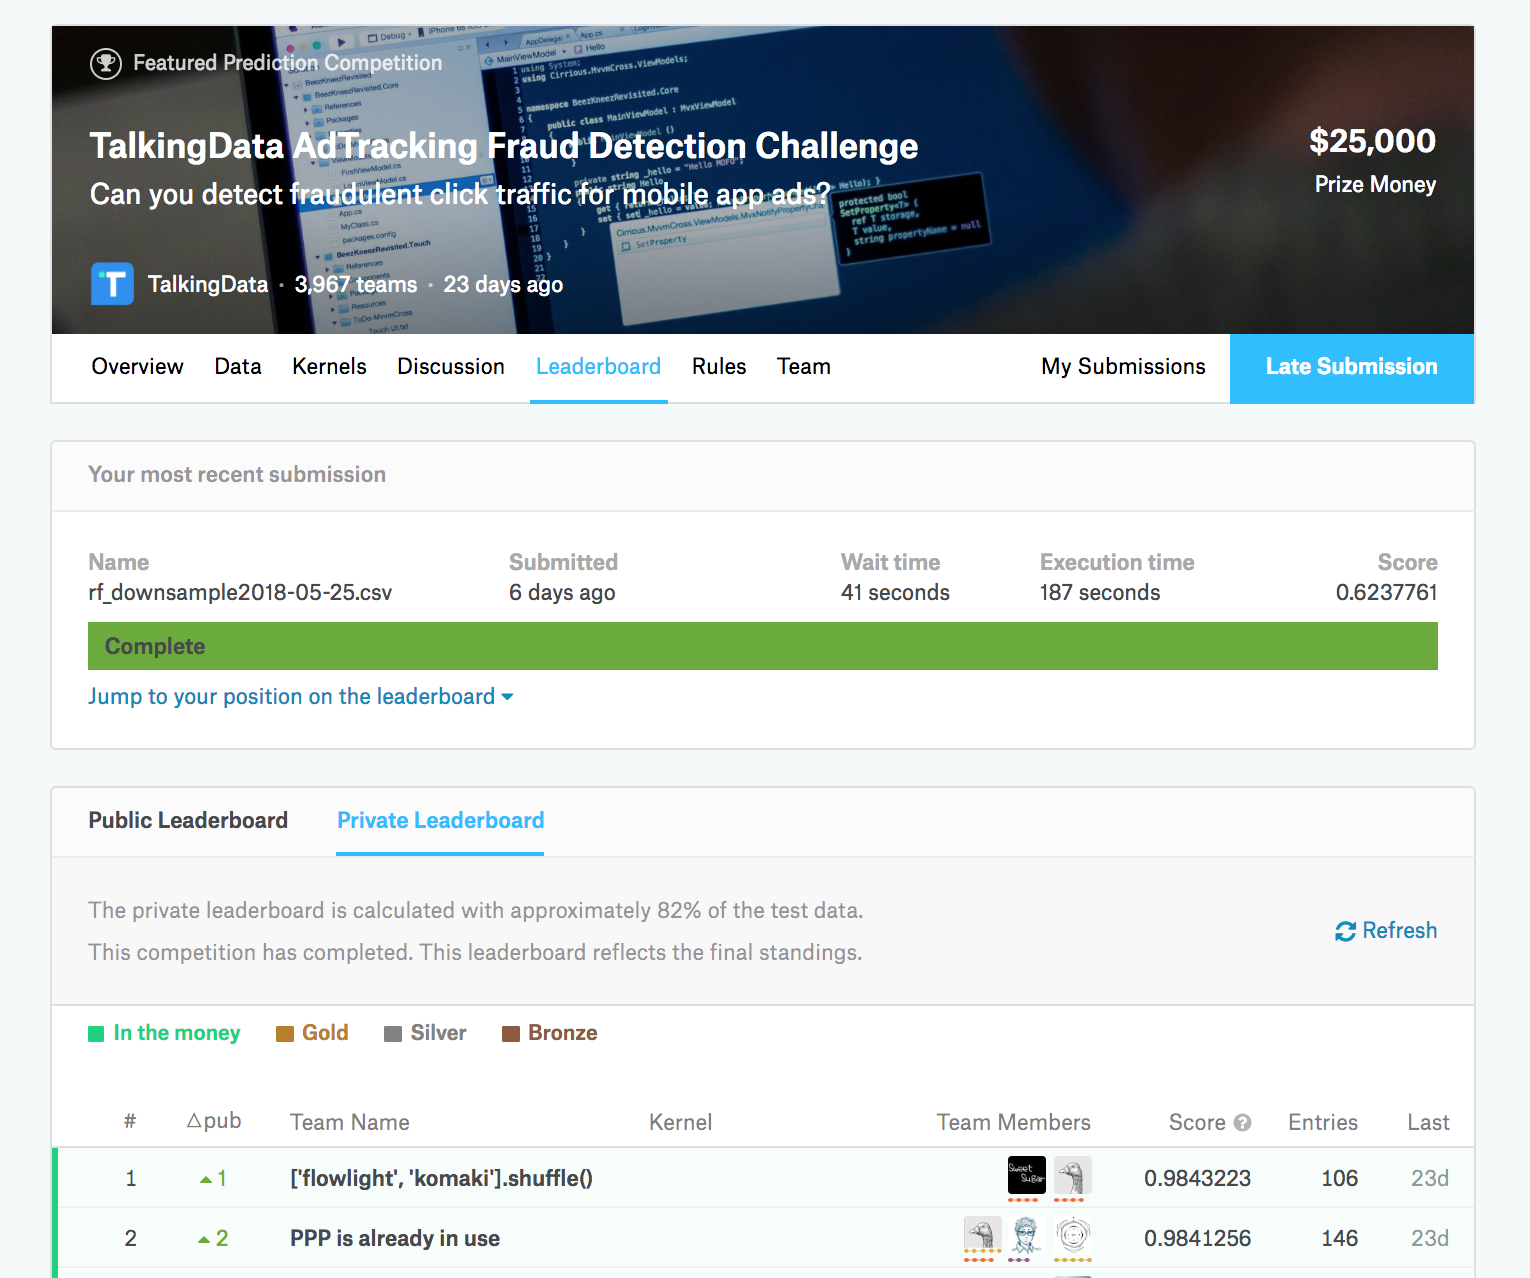 Featured Prediction Competition
TalkingData AdTracking Fraud Detection Challenge
$25,000
Can you detect fraudulent click traffic for mobile app ads?
Prize Money
TalkingData · 3,967 teams · 23 days ago
Overview Data Kernels Discussion Leaderboard Rules Team My Submissions Late Submission
Your most recent submission
Name Submitted Wait time Execution time Score
rf_downsample2018-05-25.csv 6 days ago 41 seconds 187 seconds 0.6237761
Complete
Jump to your position on the leaderboard
Public Leaderboard Private Leaderboard
The private leaderboard is calculated with approximately 82% of the test data.
This competition has completed. This leaderboard reflects the final standings.
Refresh
In the money Gold Silver Bronze
# △pub Team Name Kernel Team Members Score ? Entries Last
1 ▲1 ['flowlight', 'komaki'].shuffle() Sweet Sugar 0.9843223 106 23d
2 ▲2 PPP is already in use 0.9841256 146 23d